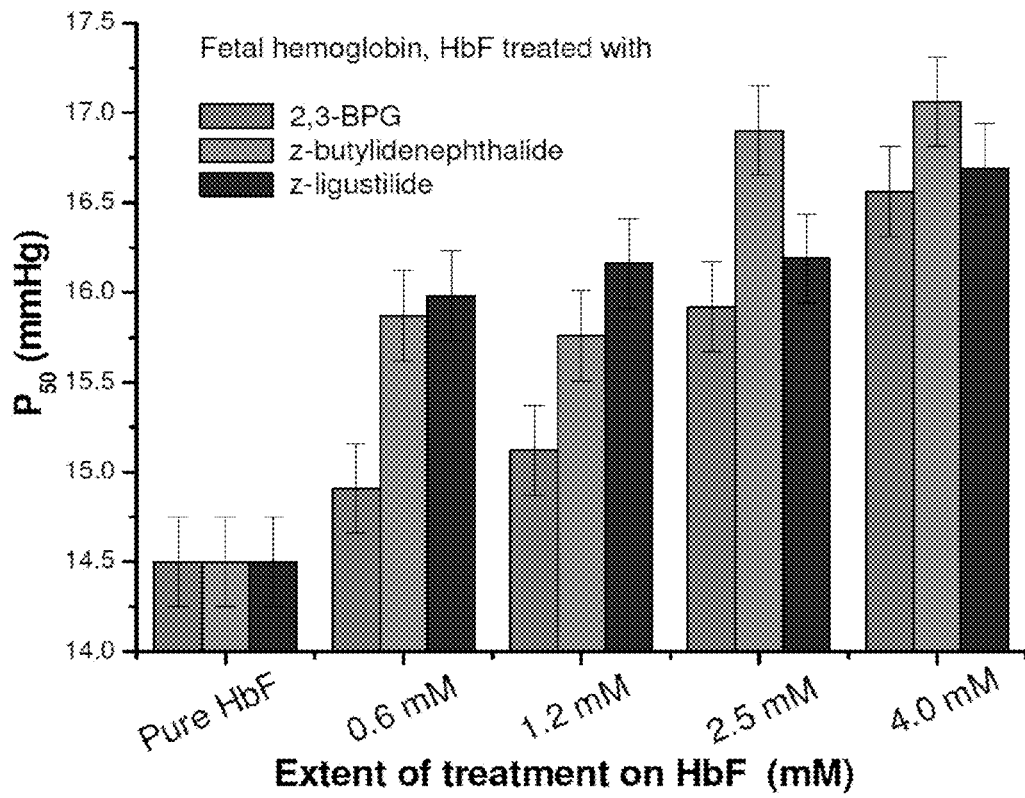 17.5
17.0
16.5
16.0
15.5
15.0
14.5
14.0
P50 (mmHg)
Fetal hemoglobin, HbF treated with
2,3-BPG
z-butylidenephthalide
z-ligustilide
Pure HbF
0.6 mM
1.2 mM
2.5 mM
4.0 mM
Extent of treatment on HbF (mM)